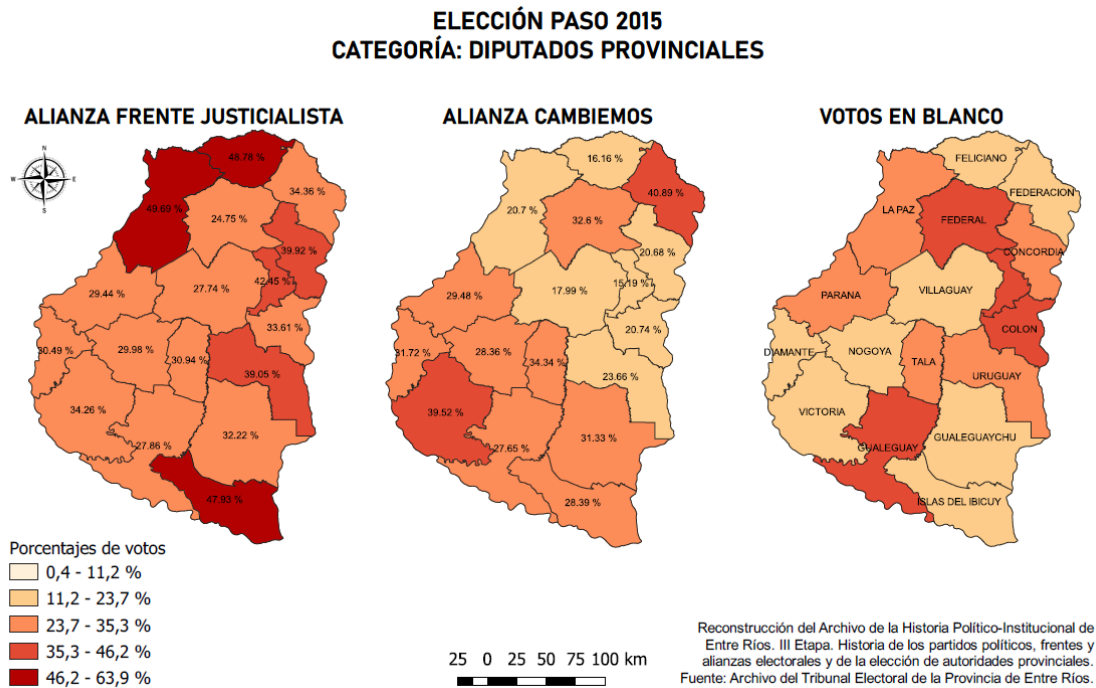 ELECCIÓN PASO 2015
CATEGORÍA: DIPUTADOS PROVINCIALES
ALIANZA FRENTE JUSTICIALISTA
N
W
E
S
48.78 %
34.36 %
49.69 %
24.75 %
39.92 %
42.45 %
27.74 %
29.44 %
33.61 %
30.49 %
29.98 %
30.94 %
39.05 %
34.26 %
32.22 %
27.86 %
47.93 %
ALIANZA CAMBIEMOS
16.16 %
40.89 %
20.7 %
32.6 %
20.68 %
15.19 %
17.99 %
29.48 %
20.74 %
31.72 %
28.36 %
34.34 %
23.66 %
39.52 %
31.33 %
27.65 %
28.39 %
VOTOS EN BLANCO
FELICIANO
FEDERACION
LA PAZ
FEDERAL
CONCORDIA
PARANA
VILLAGUAY
COLON
DIAMANTE
NOGOYA
TALA
URUGUAY
VICTORIA
GUALEGUAYCHU
GUALEGUAY
ISLAS DEL IBICUY
Porcentajes de votos
0,4 - 11,2 %
11,2 - 23,7 %
23,7 - 35,3 %
35,3 - 46,2 %
46,2 - 63,9 %
25 0 25 50 75 100 km
Reconstrucción del Archivo de la Historia Político-Institucional de
Entre Ríos. III Etapa. Historia de los partidos políticos, frentes y
alianzas electorales y de la elección de autoridades provinciales.
Fuente: Archivo del Tribunal Electoral de la Provincia de Entre Ríos.